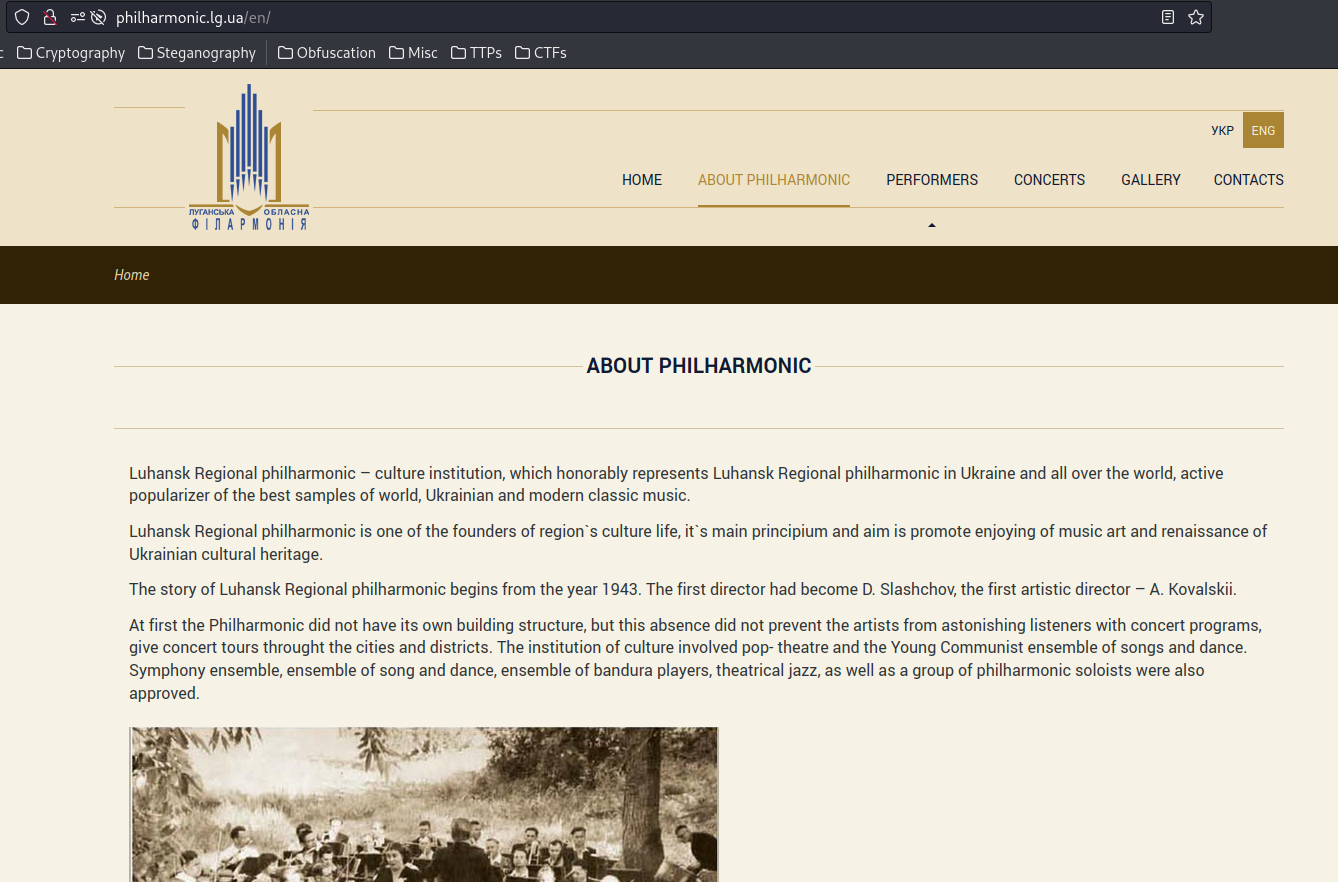 philharmonic.lg.ua/en/
Cryptography Steganography Obfuscation Misc TTPs CTFs
УКР ENG
HOME ABOUT PHILHARMONIC PERFORMERS CONCERTS GALLERY CONTACTS
ЛУГАНСЬКА ОБЛАСНА
ФІЛАРМОНІЯ
Home
ABOUT PHILHARMONIC
Luhansk Regional philharmonic – culture institution, which honorably represents Luhansk Regional philharmonic in Ukraine and all over the world, active
popularizer of the best samples of world, Ukrainian and modern classic music.
Luhansk Regional philharmonic is one of the founders of region`s culture life, it`s main principium and aim is promote enjoying of music art and renaissance of
Ukrainian cultural heritage.
The story of Luhansk Regional philharmonic begins from the year 1943. The first director had become D. Slashchov, the first artistic director – A. Kovalskii.
At first the Philharmonic did not have its own building structure, but this absence did not prevent the artists from astonishing listeners with concert programs,
give concert tours throught the cities and districts. The institution of culture involved pop- theatre and the Young Communist ensemble of songs and dance.
Symphony ensemble, ensemble of song and dance, ensemble of bandura players, theatrical jazz, as well as a group of philharmonic soloists were also
approved.